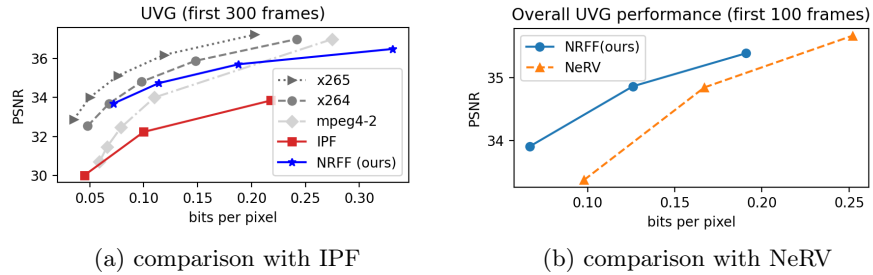 UVG (first 300 frames)
PSNR
36
34
32
30
0.05 0.10 0.15 0.20 0.25 0.30
bits per pixel
x265
x264
mpeg4-2
IPF
NRFF (ours)
(a) comparison with IPF
Overall UVG performance (first 100 frames)
PSNR
35
34
0.10 0.15 0.20 0.25
bits per pixel
NRFF(ours)
NeRV
(b) comparison with NeRV